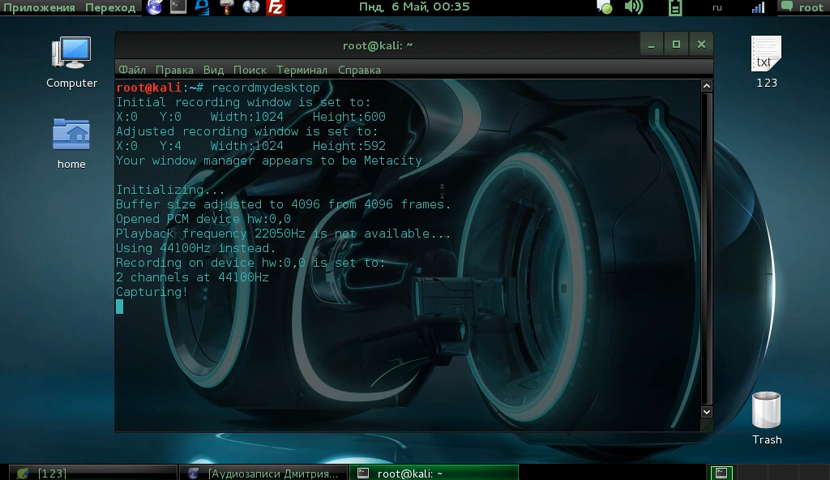 Приложения Переход Пнд, 6 Май, 00:35 ru root
root@kali: ~
Файл Правка Вид Поиск Терминал Справка
root@kali:~# recordmydesktop
Initial recording window is set to:
X:0 Y:0 Width:1024 Height:600
Adjusted recording window is set to:
X:0 Y:4 Width:1024 Height:592
Your window manager appears to be Metacity
Initializing...
Buffer size adjusted to 4096 from 4096 frames.
Opened PCM device hw:0,0
Playback frequency 22050Hz is not available...
Using 44100Hz instead.
Recording on device hw:0,0 is set to:
2 channels at 44100Hz
Capturing!
Computer
home
txt
123
Trash
[123] [Аудиозаписи Дмитрия... root@kali: ~